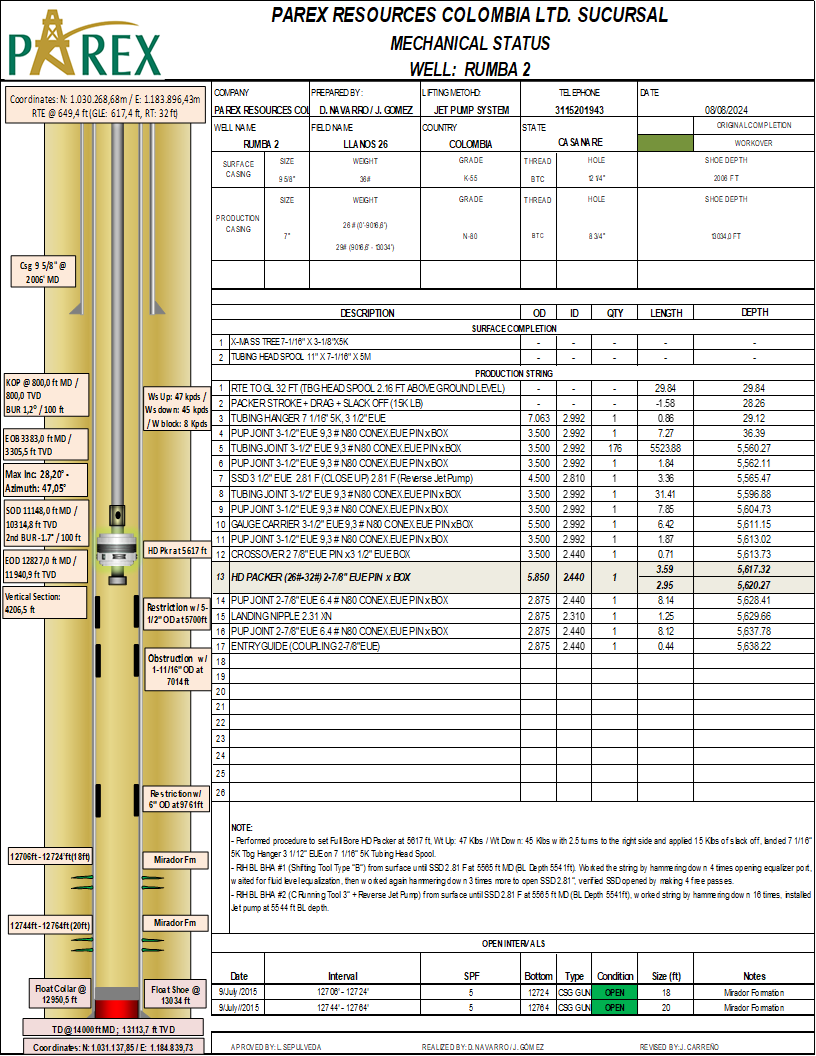 PAREX
PAREX RESOURCES COLOMBIA LTD. SUCURSAL
MECHANICAL STATUS
WELL: RUMBA 2
Coordinates: N: 1.030.268,68m / E: 1.183.896,43m
RTE @ 649,4 ft (GLE: 617,4 ft, RT: 32 ft)
COMPANY PREPARED BY: LIFTING METOHD: TELEPHONE DATE
PAREX RESOURCES COL D. NAVARRO / J. GOMEZ JET PUMP SYSTEM 3115201943 08/08/2024
WELL NAME FIELD NAME COUNTRY STATE ORIGINAL COMPLETION
RUMBA 2 LLANOS 26 COLOMBIA CASANARE WORKOVER
SURFACE CASING SIZE WEIGHT GRADE THREAD HOLE SHOE DEPTH
9 5/8" 36# K-55 BTC 12 1/4" 2006 FT
PRODUCTION CASING SIZE WEIGHT GRADE THREAD HOLE SHOE DEPTH
26 # (0'-9016,6')
7" N-80 BTC 8 3/4" 13034,0 FT
29# (9016,6' - 13034')
Csg 9 5/8" @
2006' MD
KOP @ 800,0 ft MD /
800,0 TVD
BUR 1,2° / 100 ft
EOB 3383,0 ft MD /
3305,5 ft TVD
Max Inc: 28,20° -
Azimuth: 47,05°
SOD 11148,0 ft MD /
10314,8 ft TVD
2nd BUR -1.7° / 100 ft
EOD 12827,0 ft MD /
11940,9 ft TVD
Vertical Section:
4206,5 ft
Ws Up: 47 kpds /
Ws down: 45 kpds
/ W block: 8 Kpds
HD Pkr at 5617 ft
Restriction w/ 5-
1/2" OD at 5700ft
Obstruction w/
1-11/16" OD at
7014ft
Restriction w/
6" OD at 9761ft
12706ft - 12724'ft(18ft)
Mirador Fm
12744ft - 12764ft (20ft)
Mirador Fm
Float Collar @
12950,5 ft
Float Shoe @
13034 ft
TD @ 14000 ft MD ; 13113,7 ft TVD
Coordinates: N: 1.031.137,85 / E: 1.184.839,73
DESCRIPTION OD ID QTY LENGTH DEPTH
SURFACE COMPLETION
1 X-MASS TREE 7-1/16" X 3-1/8"X5K - - - - -
2 TUBING HEAD SPOOL 11" X 7-1/16" X 5M - - - - -
PRODUCTION STRING
1 RTE TO GL 32 FT (TBG HEAD SPOOL 2.16 FT ABOVE GROUND LEVEL) - - - 29.84 29.84
2 PACKER STROKE + DRAG + SLACK OFF (15K LB) - - - -1.58 28.26
3 TUBING HANGER 7 1/16" 5K, 3 1/2" EUE 7.063 2.992 1 0.86 29.12
4 PUP JOINT 3-1/2" EUE 9,3 # N80 CONEX.EUE PIN x BOX 3.500 2.992 1 7.27 36.39
5 TUBING JOINT 3-1/2" EUE 9,3 # N80 CONEX.EUE PIN x BOX 3.500 2.992 176 5523.88 5,560.27
6 PUP JOINT 3-1/2" EUE 9,3 # N80 CONEX.EUE PIN x BOX 3.500 2.992 1 1.84 5,562.11
7 SSD 3 1/2" EUE 2.81 F (CLOSE UP) 2.81 F (Reverse Jet Pump) 4.500 2.810 1 3.36 5,565.47
8 TUBING JOINT 3-1/2" EUE 9,3 # N80 CONEX.EUE PIN x BOX 3.500 2.992 1 31.41 5,596.88
9 PUP JOINT 3-1/2" EUE 9,3 # N80 CONEX.EUE PIN x BOX 3.500 2.992 1 7.85 5,604.73
10 GAUGE CARRIER 3-1/2" EUE 9,3 # N80 CONEX.EUE PIN x BOX 5.500 2.992 1 6.42 5,611.15
11 PUP JOINT 3-1/2" EUE 9,3 # N80 CONEX.EUE PIN x BOX 3.500 2.992 1 1.87 5,613.02
12 CROSSOVER 2 7/8" EUE PIN x3 1/2" EUE BOX 3.500 2.440 1 0.71 5,613.73
13 HD PACKER (26#-32#) 2-7/8" EUE PIN x BOX 5.850 2.440 1 3.59 5,617.32
2.95 5,620.27
14 PUP JOINT 2-7/8" EUE 6.4 # N80 CONEX.EUE PIN x BOX 2.875 2.440 1 8.14 5,628.41
15 LANDING NIPPLE 2.31 XN 2.875 2.310 1 1.25 5,629.66
16 PUP JOINT 2-7/8" EUE 6.4 # N80 CONEX.EUE PIN x BOX 2.875 2.440 1 8.12 5,637.78
17 ENTRY GUIDE (COUPLING 2-7/8"EUE) 2.875 2.440 1 0.44 5,638.22
18
19
20
21
22
23
24
25
26
NOTE:
- Performed procedure to set Full Bore HD Packer at 5617 ft, Wt Up: 47 Klbs / Wt Down: 45 Klbs with 2.5 turns to the right side and applied 15 Klbs of slack off, landed 7 1/16"
5K Tbg Hanger 3 1/12" EUE on 7 1/16" 5K Tubing Head Spool.
- RIH BL BHA #1 (Shifting Tool Type "B") from surface until SSD 2.81 F at 5565 ft MD (BL Depth 5541ft). Worked the string by hammering down 4 times opening equalizer port,
waited for fluid level equalization, then worked again hammering down 3 times more to open SSD 2.81", verified SSD opened by making 4 free passes.
- RIH BL BHA #2 (C Running Tool 3" + Reverse Jet Pump) from surface until SSD 2.81 F at 5565 ft MD (BL Depth 5541ft), worked string by hammering down 16 times, installed
Jet pump at 5544 ft BL depth.
OPEN INTERVALS
Date Interval SPF Bottom Type Condition Size (ft) Notes
9/July /2015 12706' - 12724' 5 12724 CSG GUN OPEN 18 Mirador Formation
9/July//2015 12744' - 12764' 5 12764 CSG GUN OPEN 20 Mirador Formation
APROVED BY: L.SEPULVEDA REALIZED BY: D.NAVARRO / J. GÓMEZ REVISED BY: J. CARREÑO